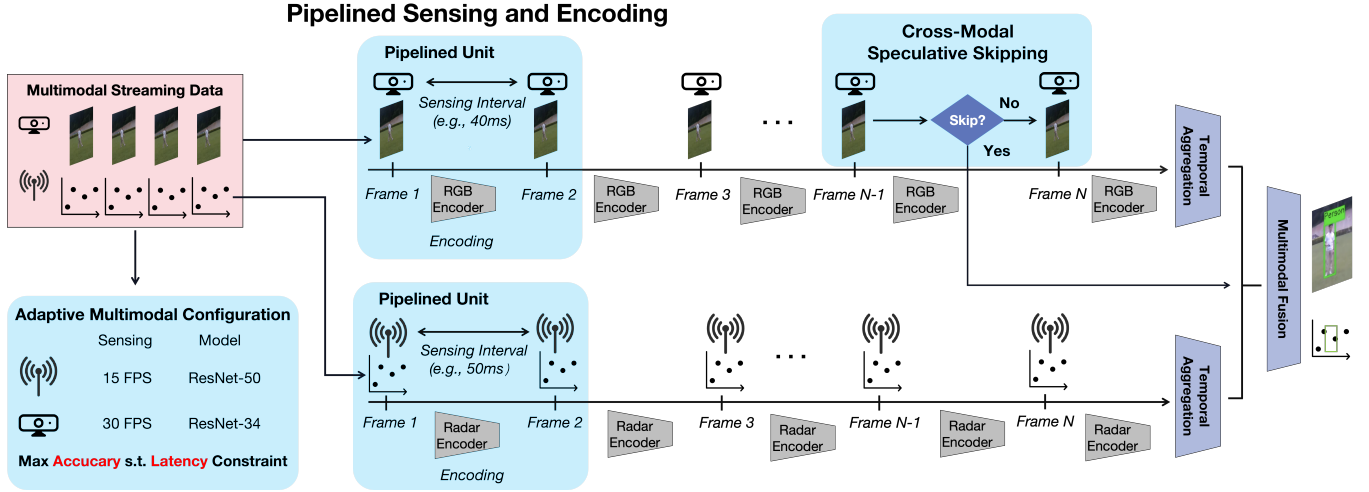 Pipelined Sensing and Encoding
Multimodal Streaming Data
Pipelined Unit
Sensing Interval
(e.g., 40ms)
Frame 1
RGB
Encoder
Encoding
Frame 2
RGB
Encoder
Frame 3
RGB
Encoder
...
Cross-Modal
Speculative Skipping
Skip?
No
Yes
Frame N-1
RGB
Encoder
Frame N
RGB
Encoder
Temporal
Aggregation
Adaptive Multimodal Configuration
Sensing Model
15 FPS ResNet-50
30 FPS ResNet-34
Max Accucary s.t. Latency Constraint
Pipelined Unit
Sensing Interval
(e.g., 50ms)
Frame 1
Radar
Encoder
Encoding
Frame 2
Radar
Encoder
Frame 3
Radar
Encoder
...
Frame N-1
Radar
Encoder
Frame N
Radar
Encoder
Temporal
Aggregation
Multimodal Fusion
Person